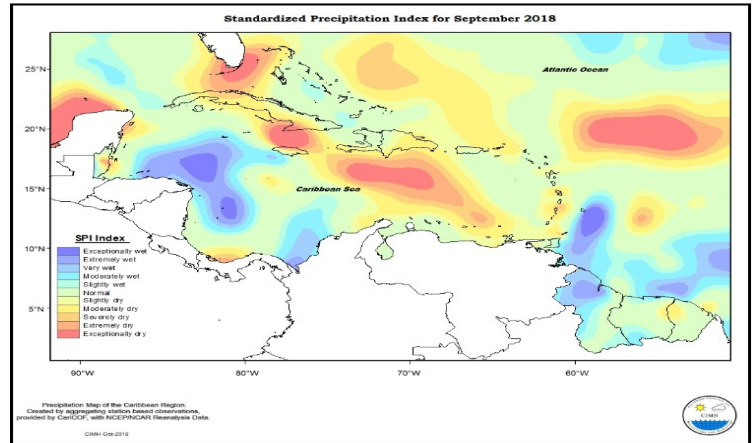 Standardized Precipitation Index for September 2018
25°N
Atlantic Ocean
20°N
15°N
Caribbean Sea
SPI Index
10°N
Exceptionally wet
Extremely wet
Very wet
Moderately wet
Slightly wet
Normal
5°N
Slightly dry
Moderately dry
Severely dry
Extremely dry
Exceptionally dry
90°W
80°W
70°W
60°W
Precipitation Map of the Caribbean Region.
Created by aggregating station based observations,
provided by CariCOF, with NCEP/NCAR Reanalysis Data.
CIMH Oct-2018
CIMH